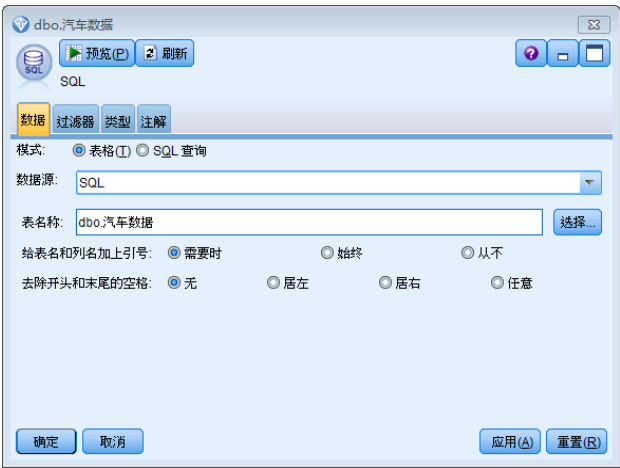 dbo.汽车数据
预览(P) 刷新
SQL
SQL
数据 过滤器 类型 注解
模式: 表格(T) SQL 查询
数据源: SQL
表名称: dbo.汽车数据 选择...
给表名和列名加上引号: 需要时 始终 从不
去除开头和末尾的空格: 无 居左 居右 任意
确定 取消 应用(A) 重置(R)